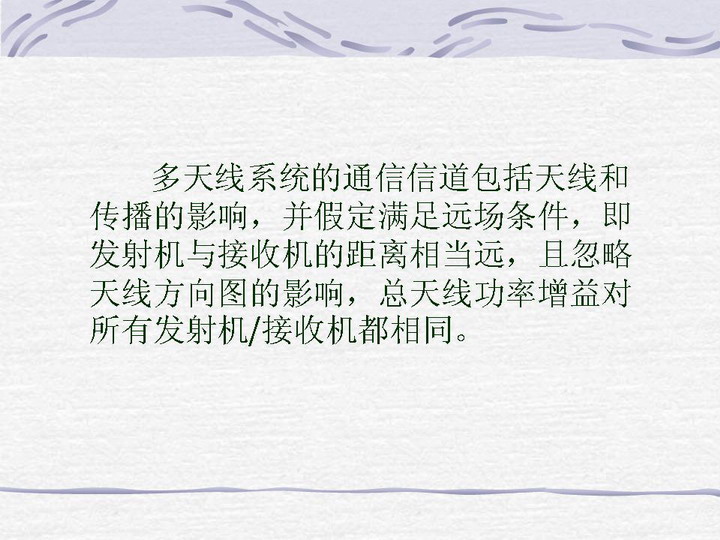 多天线系统的通信信道包括天线和
传播的影响，并假定满足远场条件，即
发射机与接收机的距离相当远，且忽略
天线方向图的影响，总天线功率增益对
所有发射机/接收机都相同。